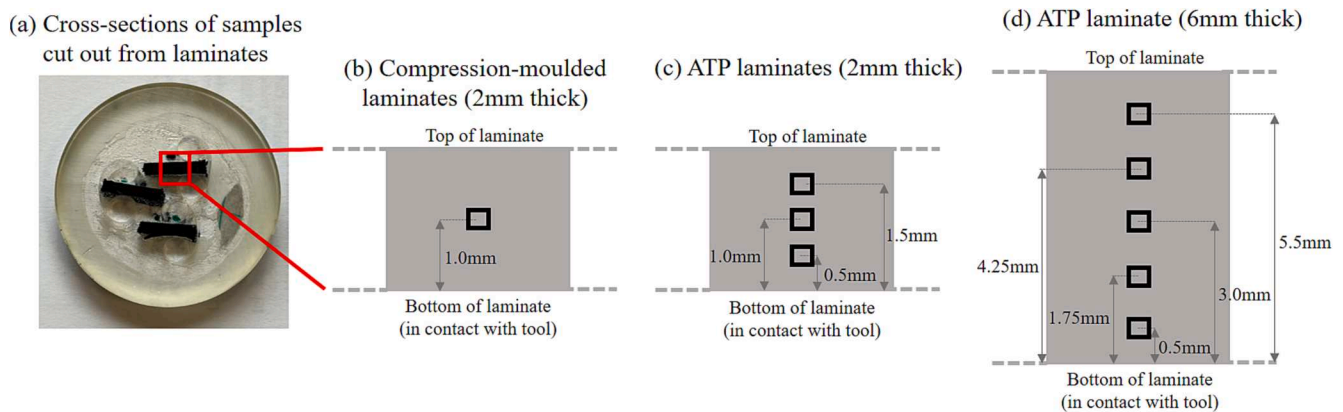 (a) Cross-sections of samples
cut out from laminates
(b) Compression-moulded
laminates (2mm thick)
Top of laminate
1.0mm
Bottom of laminate
(in contact with tool)
(c) ATP laminates (2mm thick)
Top of laminate
1.5mm
1.0mm
0.5mm
Bottom of laminate
(in contact with tool)
(d) ATP laminate (6mm thick)
Top of laminate
5.5mm
4.25mm
3.0mm
1.75mm
0.5mm
Bottom of laminate
(in contact with tool)